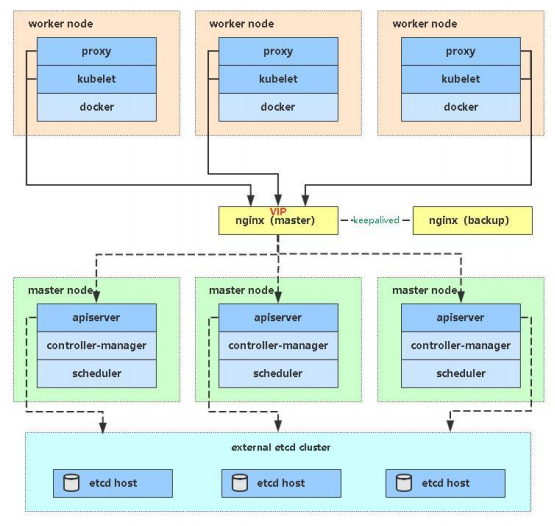 worker node
proxy
kubelet
docker
worker node
proxy
kubelet
docker
worker node
proxy
kubelet
docker
VIP
nginx (master)
keepalived
nginx (backup)
master node
apiserver
controller-manager
scheduler
master node
apiserver
controller-manager
scheduler
master node
apiserver
controller-manager
scheduler
external etcd cluster
etcd host
etcd host
etcd host